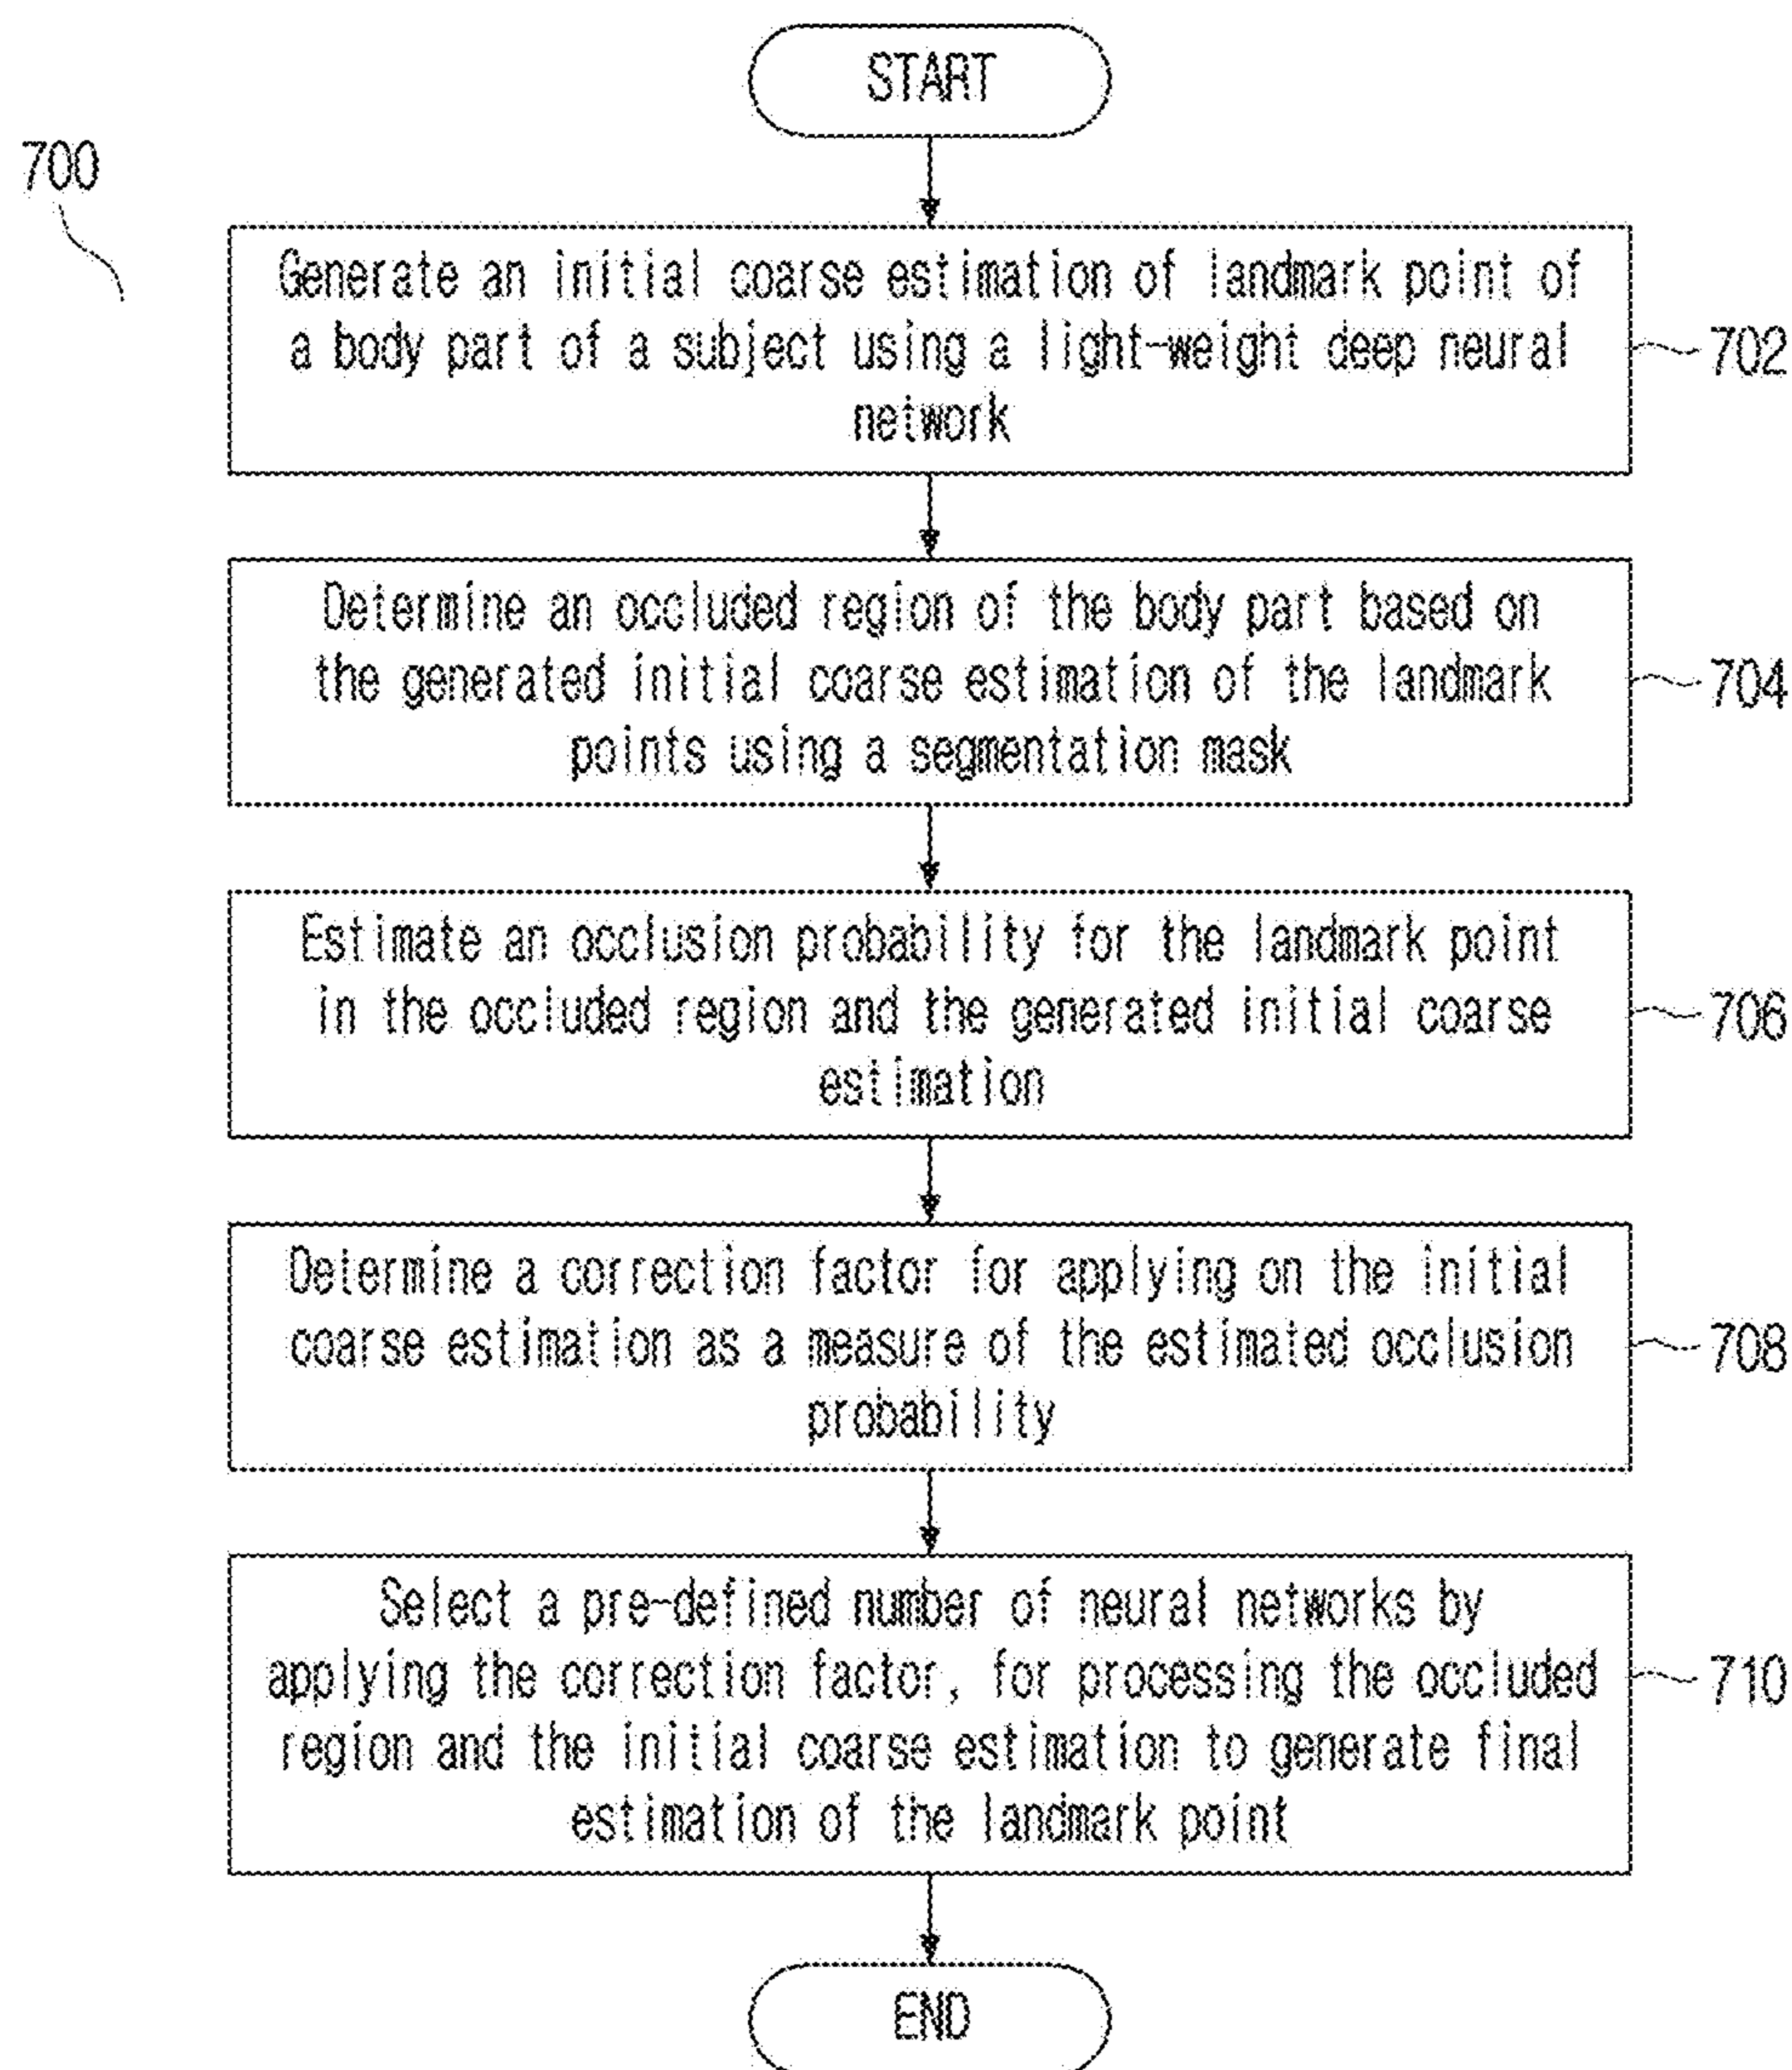 START
700
Generate an initial coarse estimation of landmark point of
a body part of a subject using a light-weight deep neural
network
702
Determine an occluded region of the body part based on
the generated initial coarse estimation of the landmark
points using a segmentation mask
704
Estimate an occlusion probability for the landmark point
in the occluded region and the generated initial coarse
estimation
706
Determine a correction factor for applying on the initial
coarse estimation as a measure of the estimated occlusion
probability
708
Select a pre-defined number of neural networks by
applying the correction factor, for processing the occluded
region and the initial coarse estimation to generate final
estimation of the landmark point
710
END